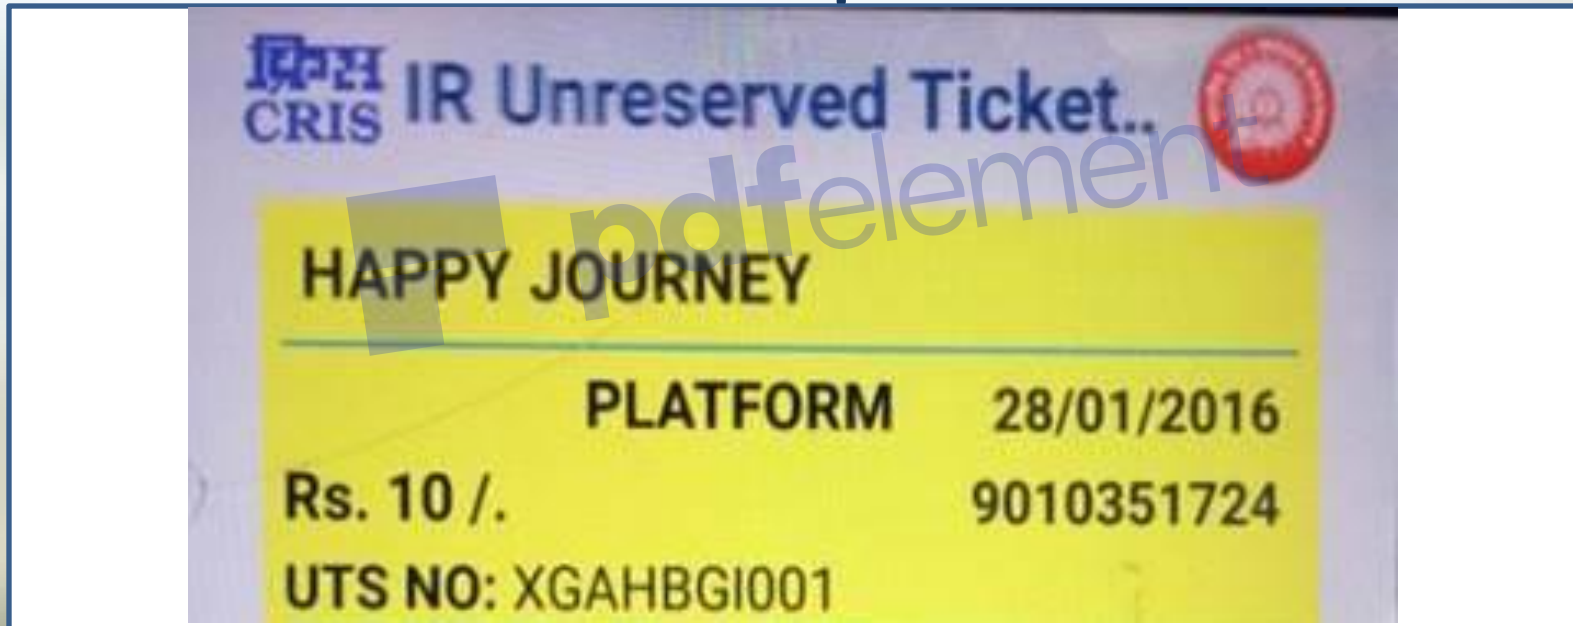 क्रिस
CRIS
IR Unreserved Ticket..
pdfelement
HAPPY JOURNEY
PLATFORM 28/01/2016
Rs. 10 /. 9010351724
UTS NO: XGAHBGI001